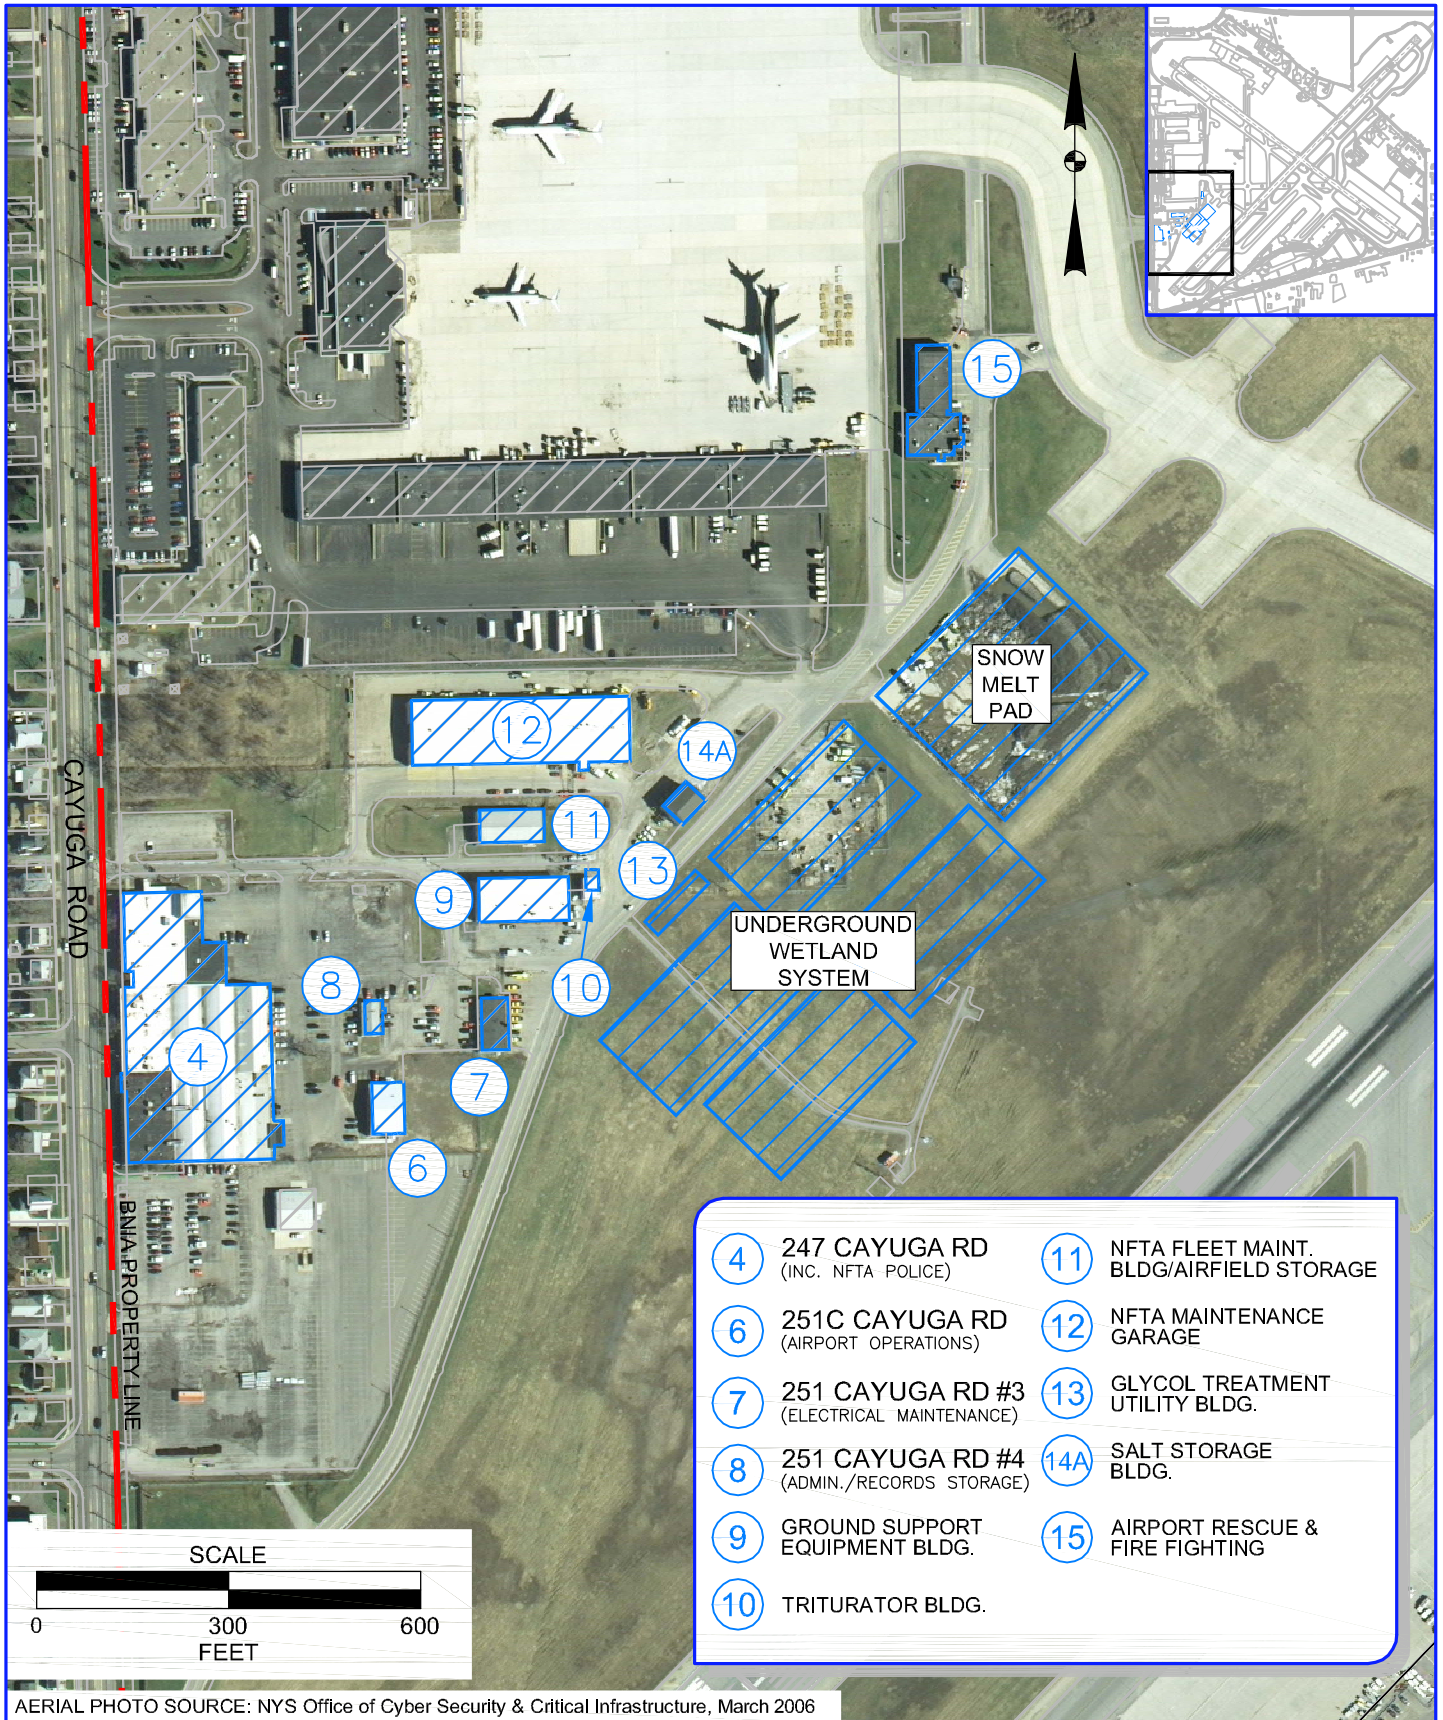 15
SNOW
MELT
PAD
12
14A
11
13
9
UNDERGROUND
WETLAND
SYSTEM
10
8
4
7
6
CAYUGA ROAD
BNIA PROPERTY LINE
4 247 CAYUGA RD
(INC. NFTA POLICE)
6 251C CAYUGA RD
(AIRPORT OPERATIONS)
7 251 CAYUGA RD #3
(ELECTRICAL MAINTENANCE)
8 251 CAYUGA RD #4
(ADMIN./RECORDS STORAGE)
9 GROUND SUPPORT
EQUIPMENT BLDG.
10 TRITURATOR BLDG.
11 NFTA FLEET MAINT.
BLDG/AIRFIELD STORAGE
12 NFTA MAINTENANCE
GARAGE
13 GLYCOL TREATMENT
UTILITY BLDG.
14A SALT STORAGE
BLDG.
15 AIRPORT RESCUE &
FIRE FIGHTING
SCALE
0 300 600
FEET
AERIAL PHOTO SOURCE: NYS Office of Cyber Security & Critical Infrastructure, March 2006